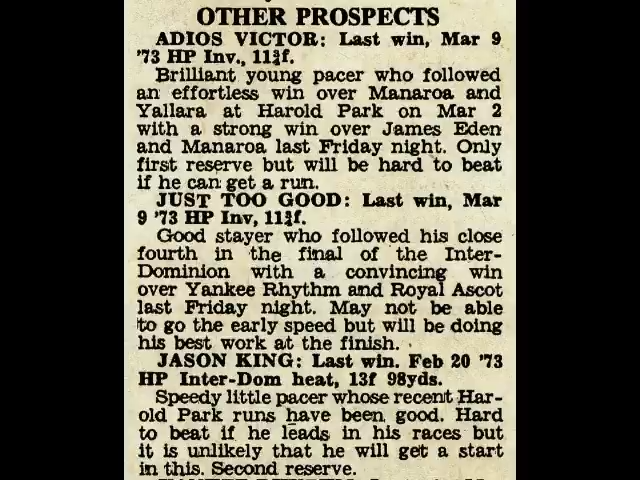 OTHER PROSPECTS
ADIOS VICTOR: Last win, Mar 9
'73 HP Inv., 11¾f.
Brilliant young pacer who followed
an effortless win over Manaroa and
Yallara at Harold Park on Mar 2
with a strong win over James Eden
and Manaroa last Friday night. Only
first reserve but will be hard to beat
if he can get a run.
JUST TOO GOOD: Last win, Mar
9 '73 HP Inv, 11¾f.
Good stayer who followed his close
fourth in the final of the Inter-
Dominion with a convincing win
over Yankee Rhythm and Royal Ascot
last Friday night. May not be able
to go the early speed but will be doing
his best work at the finish.
JASON KING: Last win. Feb 20 '73
HP Inter-Dom heat, 13f 98yds.
Speedy little pacer whose recent Har-
old Park runs have been good. Hard
to beat if he leads in his races but
it is unlikely that he will get a start
in this. Second reserve.